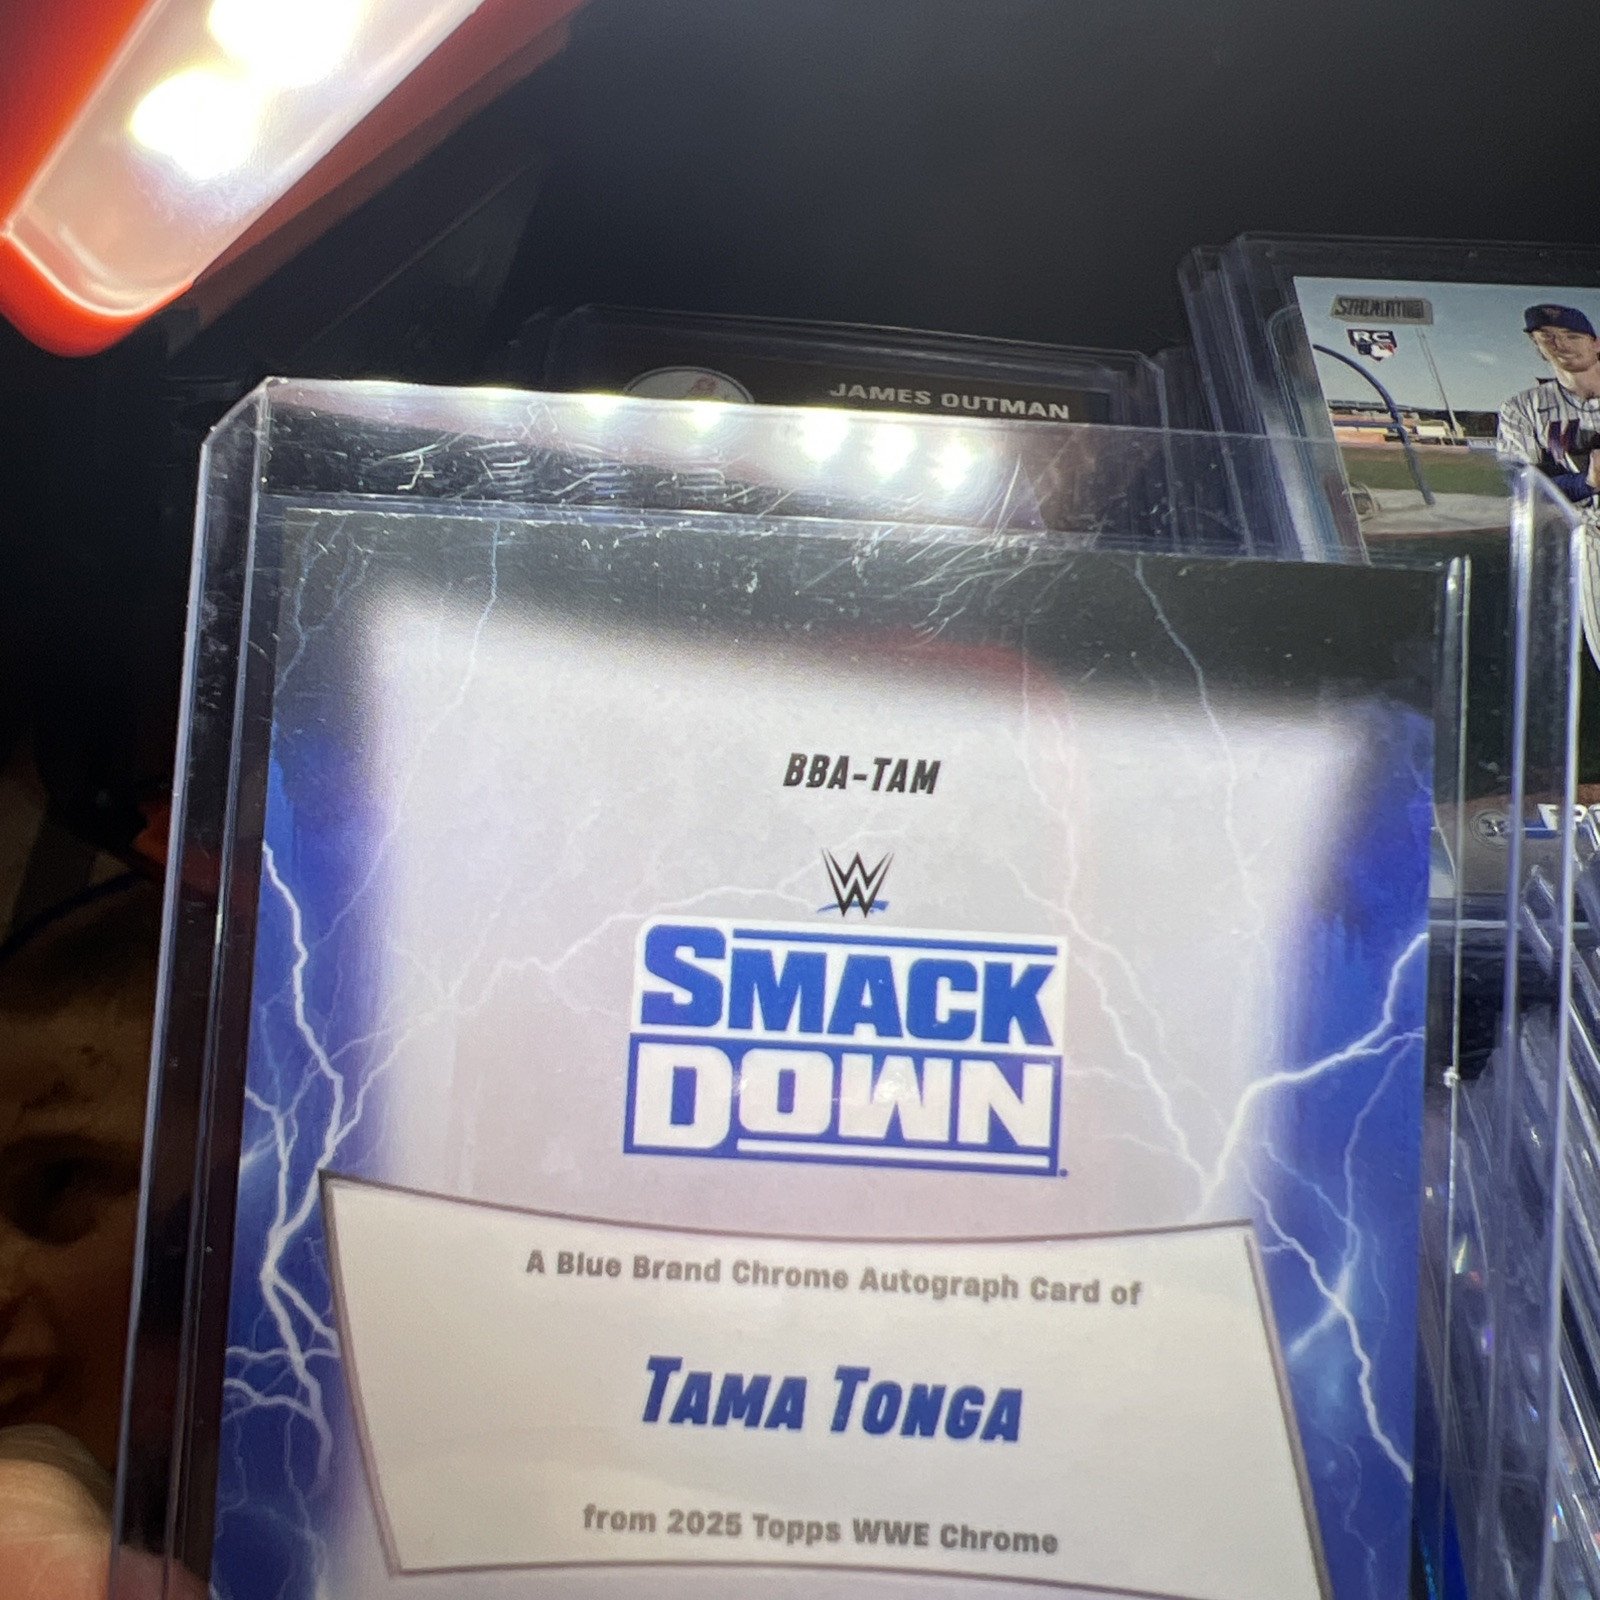 JAMES OUTMAN
RC
BBA-TAM
W
SMACK
DOWN
A Blue Brand Chrome Autograph Card of
TAMA TONGA
from 2025 Topps WWE Chrome